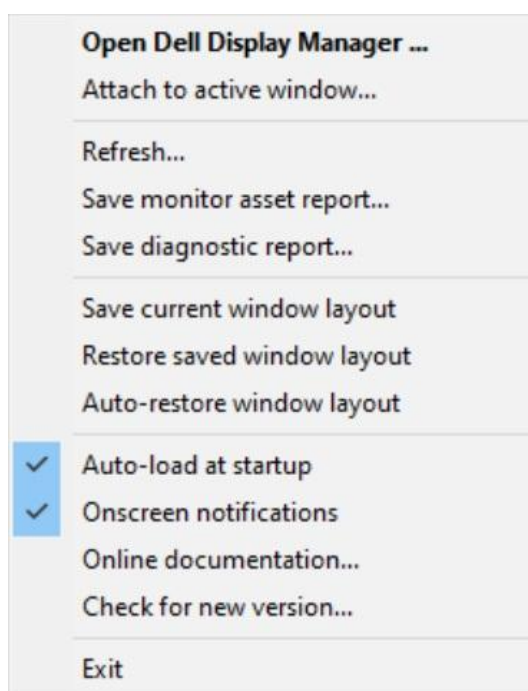 Open Dell Display Manager ...
Attach to active window...
Refresh...
Save monitor asset report...
Save diagnostic report...
Save current window layout
Restore saved window layout
Auto-restore window layout
Auto-load at startup
Onscreen notifications
Online documentation...
Check for new version...
Exit